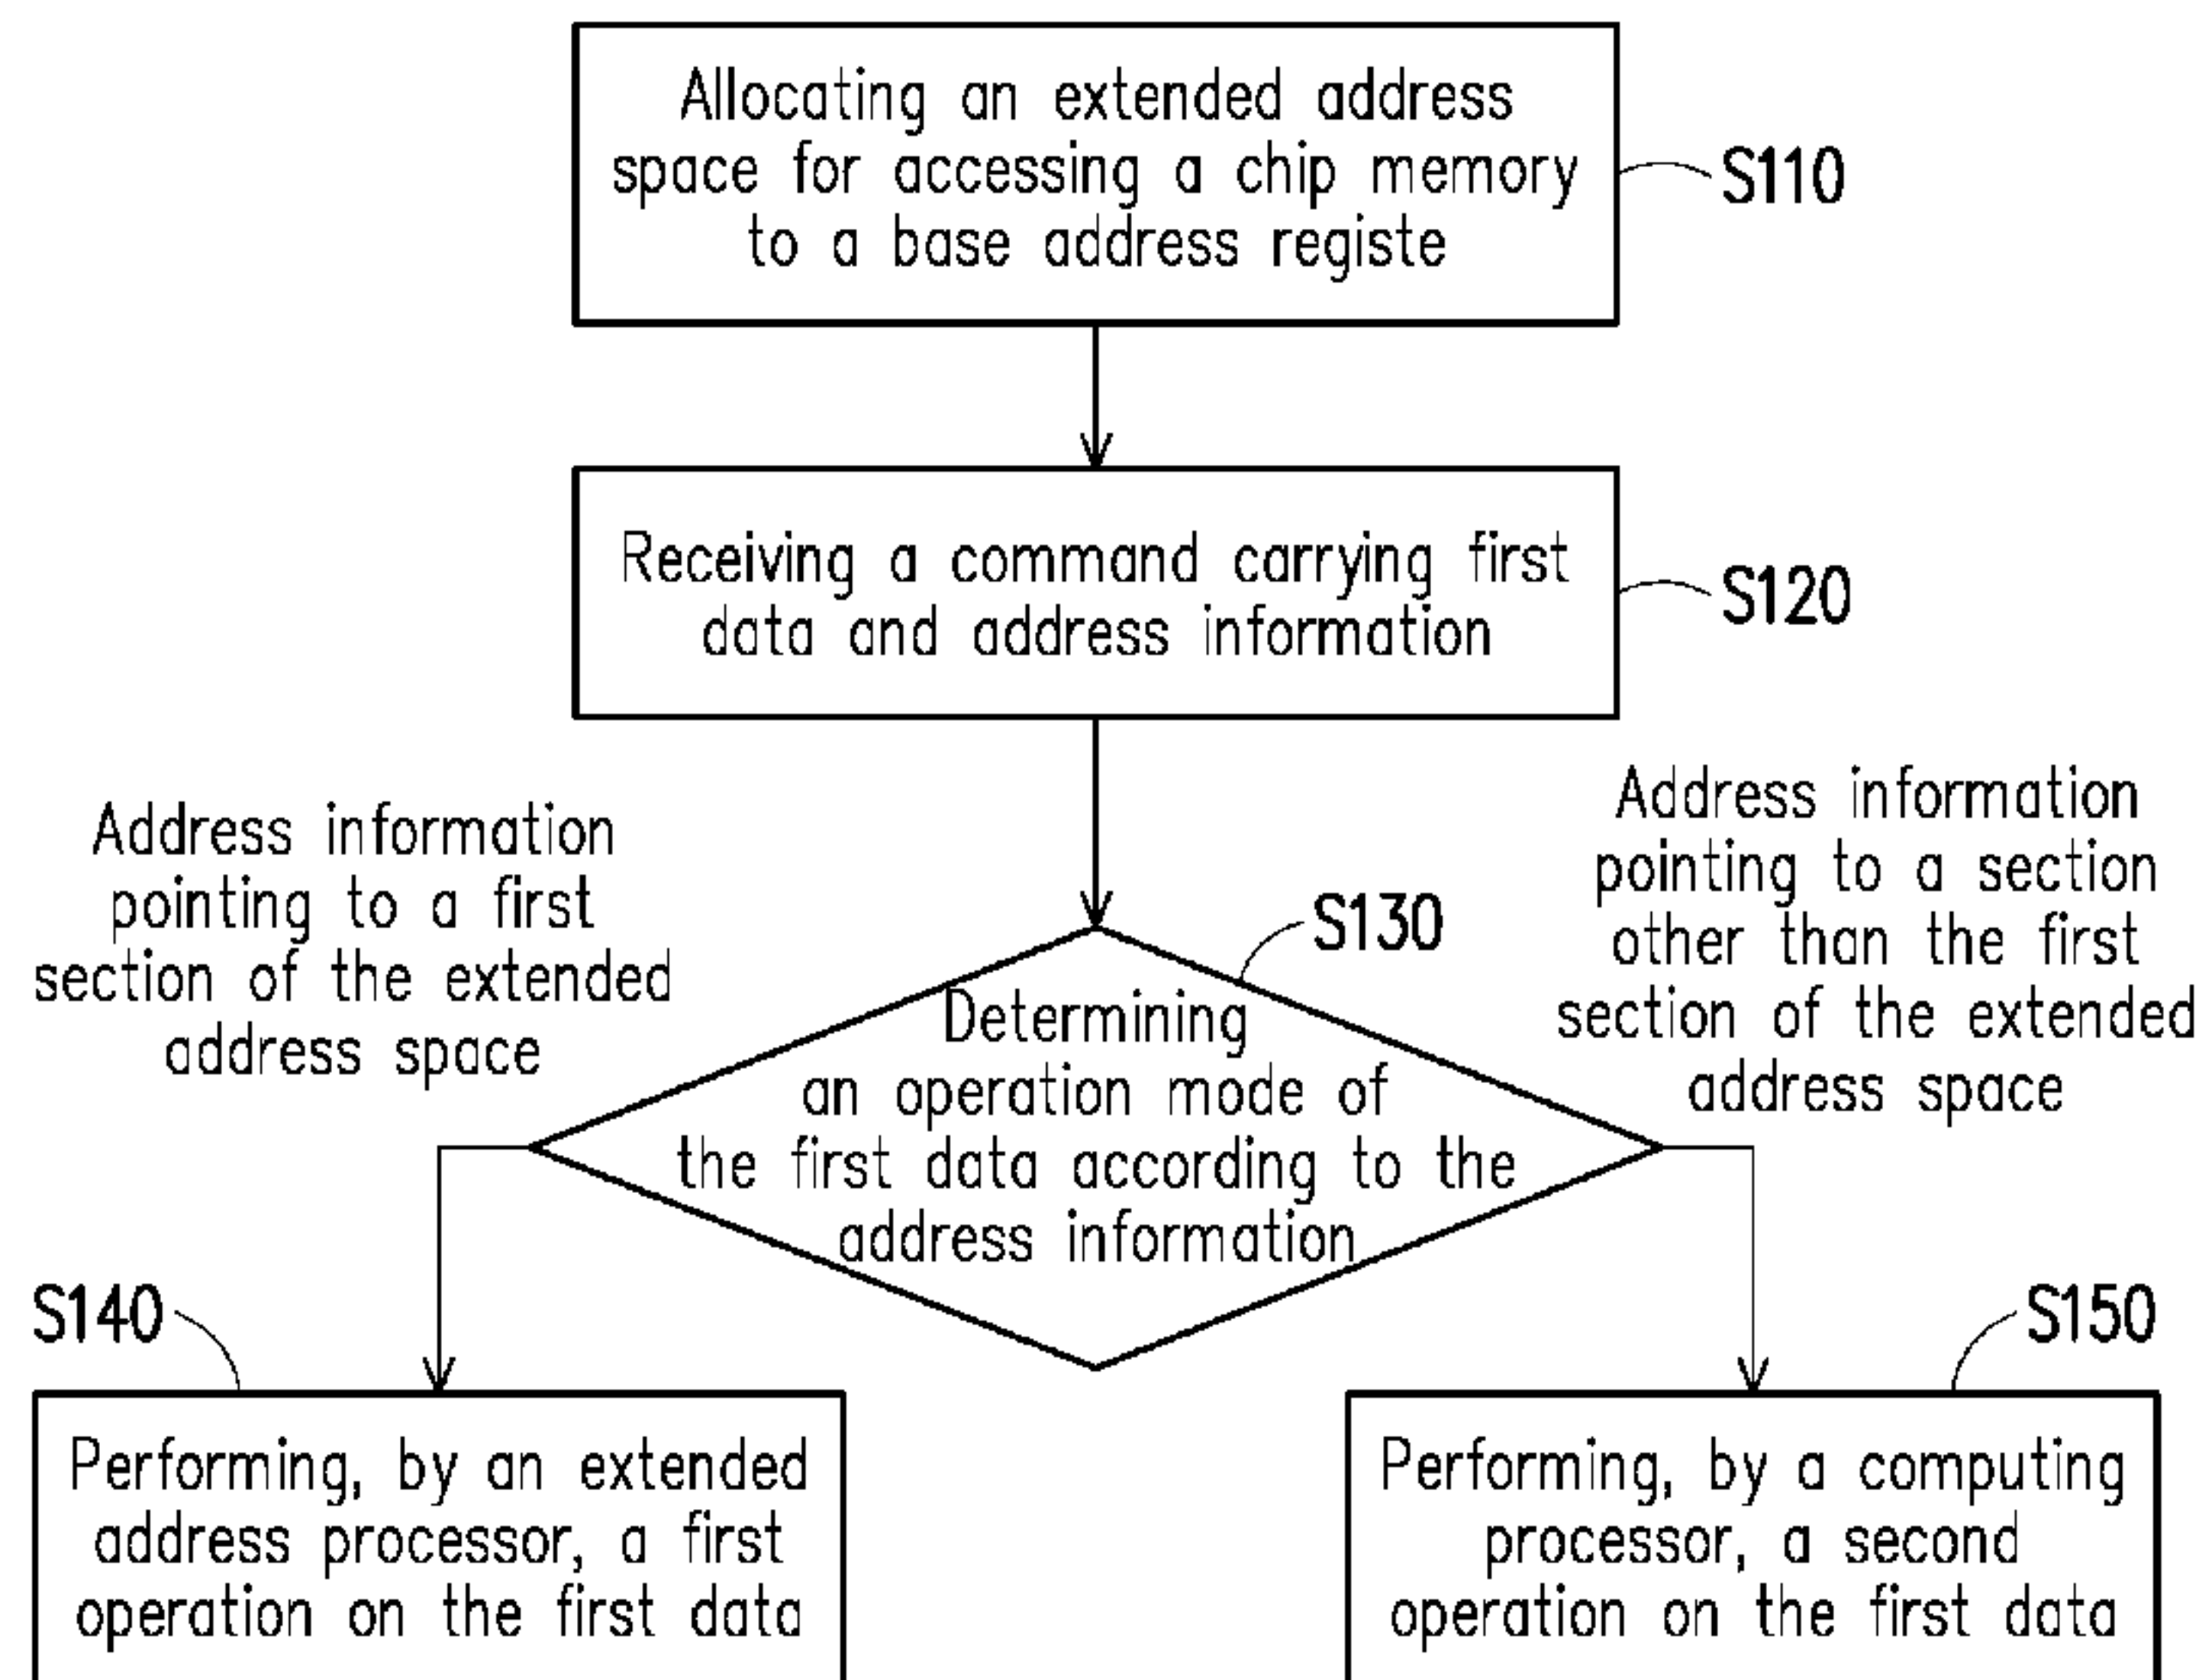 Allocating an extended address
space for accessing a chip memory
to a base address registe
S110
Receiving a command carrying first
data and address information
S120
Address information
pointing to a first
section of the extended
address space
Address information
pointing to a section
other than the first
section of the extended
address space
S130
Determining
an operation mode of
the first data according to the
address information
S140
Performing, by an extended
address processor, a first
operation on the first data
S150
Performing, by a computing
processor, a second
operation on the first data